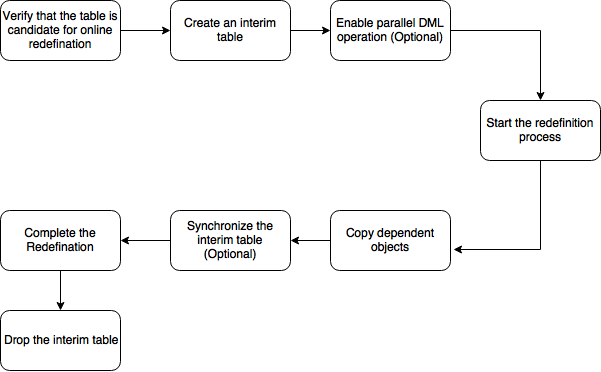 Verify that the table is
candidate for online
redefination
Create an interim
table
Enable parallel DML
operation (Optional)
Start the redefinition
process
Copy dependent
objects
Synchronize the
interim table
(Optional)
Complete the
Redefination
Drop the interim table